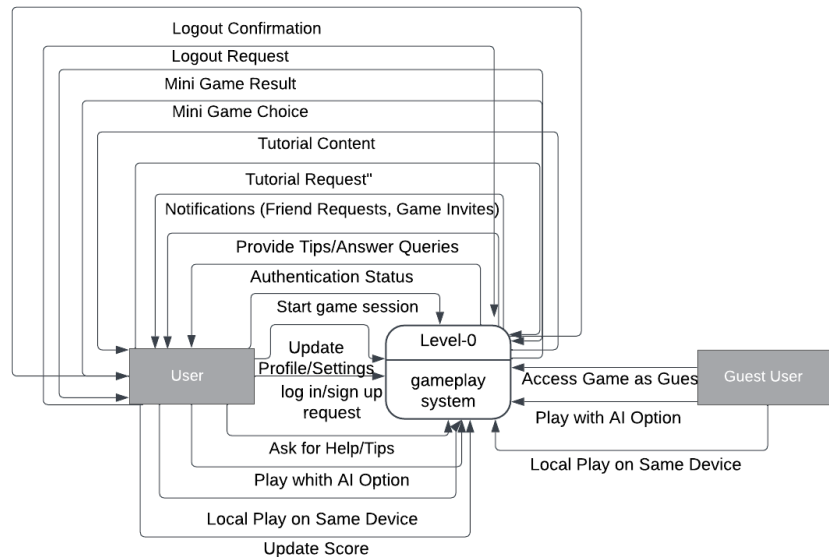 Logout Confirmation
Logout Request
Mini Game Result
Mini Game Choice
Tutorial Content
Tutorial Request"
Notifications (Friend Requests, Game Invites)
Provide Tips/Answer Queries
Authentication Status
Start game session
Update
Profile/Settings
log in/sign up
request
User
Level-0
gameplay
system
Access Game as Gues
Guest User
Play with AI Option
Local Play on Same Device
Ask for Help/Tips
Play whith AI Option
Local Play on Same Device
Update Score